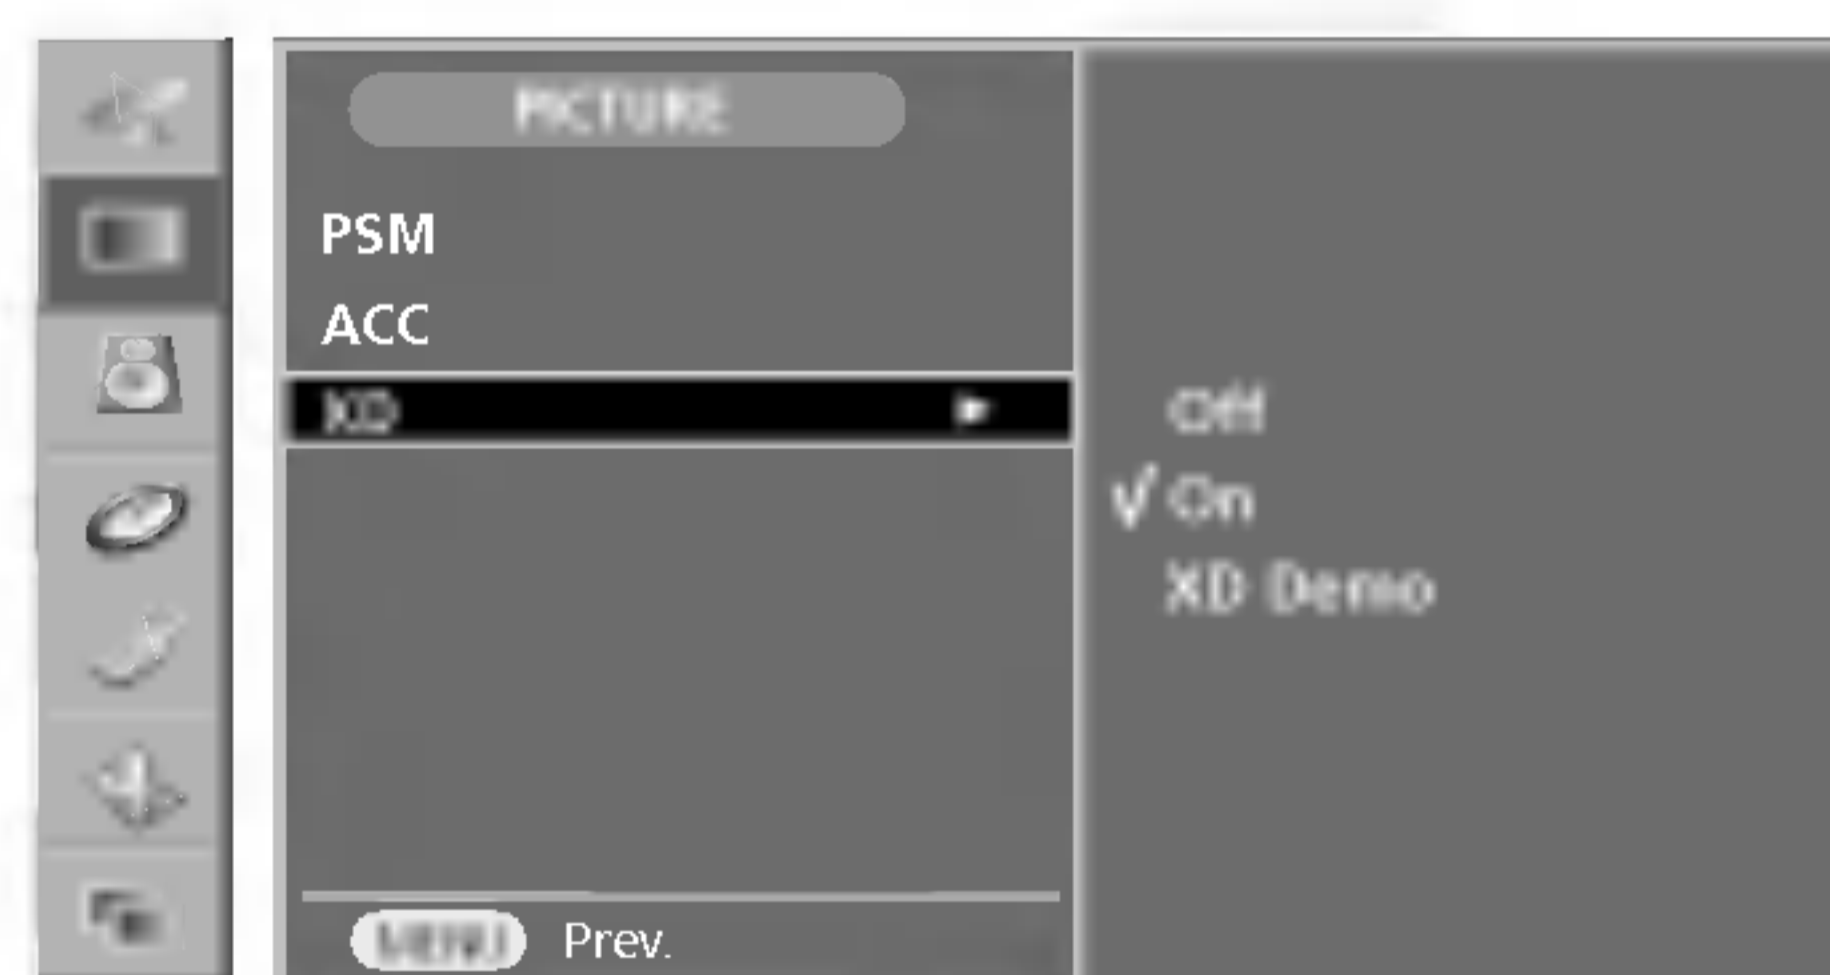 PICTURE
PSM
ACC
XD
Off
√ On
XD Demo
MENU Prev.